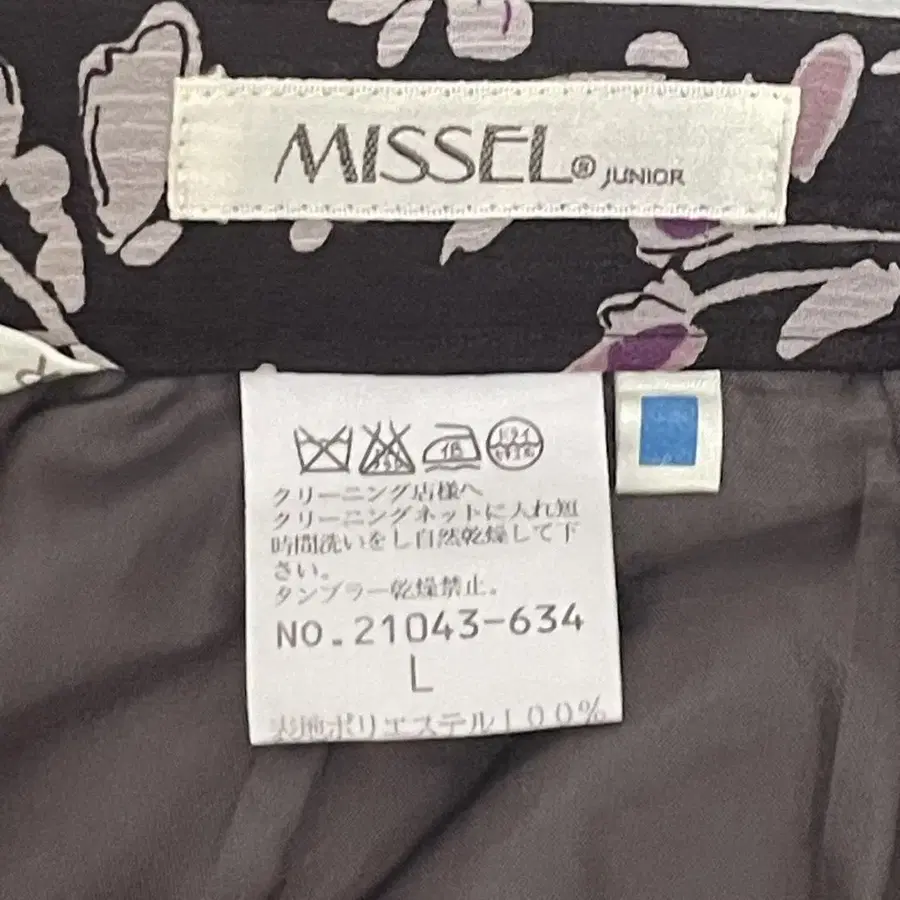 MISSEL® JUNIOR
クリーニング店様へ
クリーニングネットに入れ短
時間洗いをし自然乾燥して下
さい。
タンブラー乾燥禁止。
NO.21043-634
L
表地ポリエステル100%